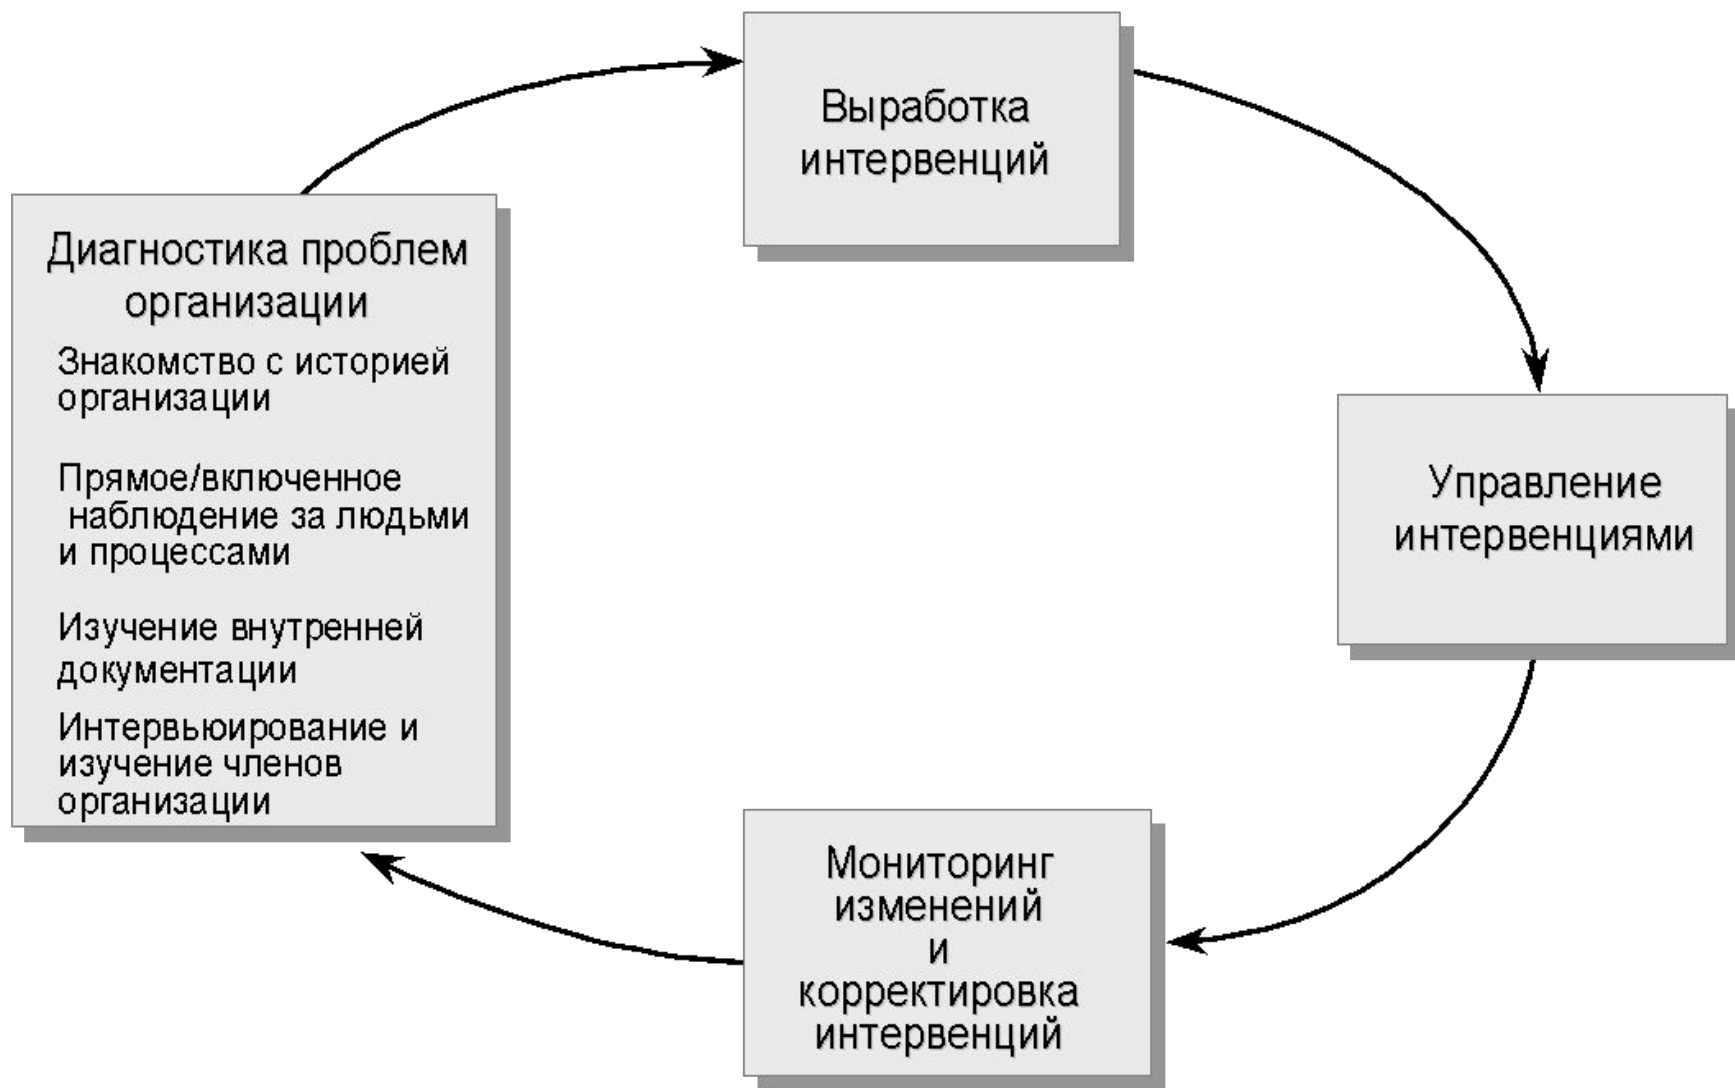 Выработка
интервенций
Диагностика проблем
организации
Знакомство с историей
организации
Прямое/включенное
наблюдение за людьми
и процессами
Изучение внутренней
документации
Интервьюирование и
изучение членов
организации
Управление
интервенциями
Мониторинг
изменений
и
корректировка
интервенций